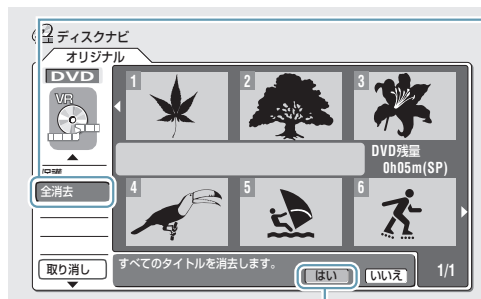 ディスクナビ
オリジナル
DVD
VR
1
2
3
DVD残量
0h05m(SP)
全消去
4
5
6
取り消し
すべてのタイトルを消去します。
はい
いいえ
1/1